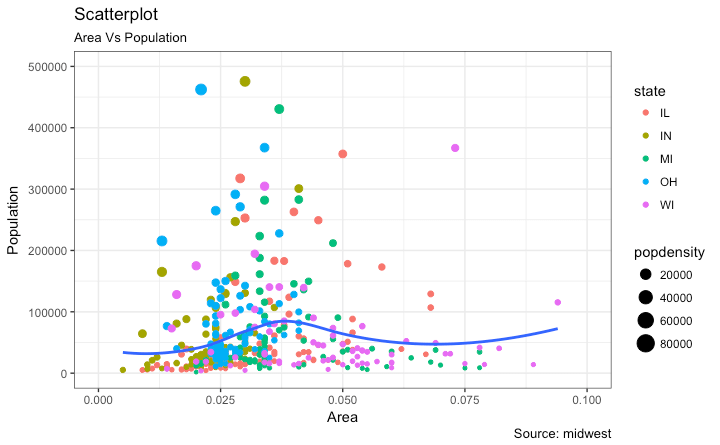 Scatterplot
Area Vs Population
500000
400000
300000
200000
100000
0
Population
0.000
0.025
0.050
0.075
0.100
Area
Source: midwest
state
IL
IN
MI
OH
WI
popdensity
20000
40000
60000
80000